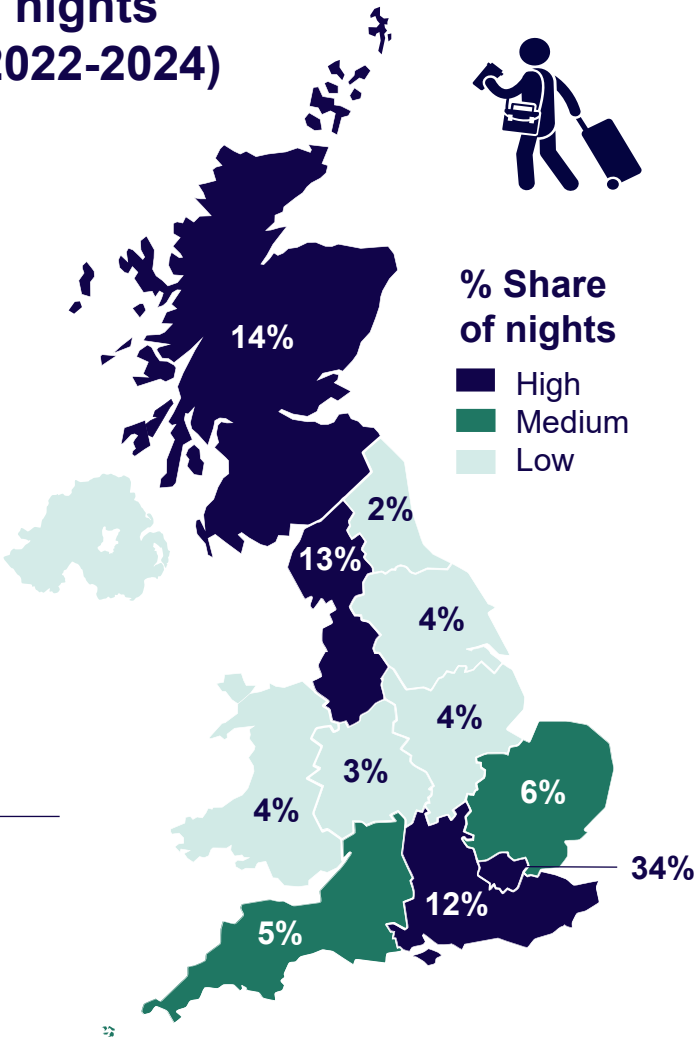 nights
2022-2024)
% Share
of nights
High
Medium
Low
14%
2%
13%
4%
4%
3%
6%
4%
34%
12%
5%